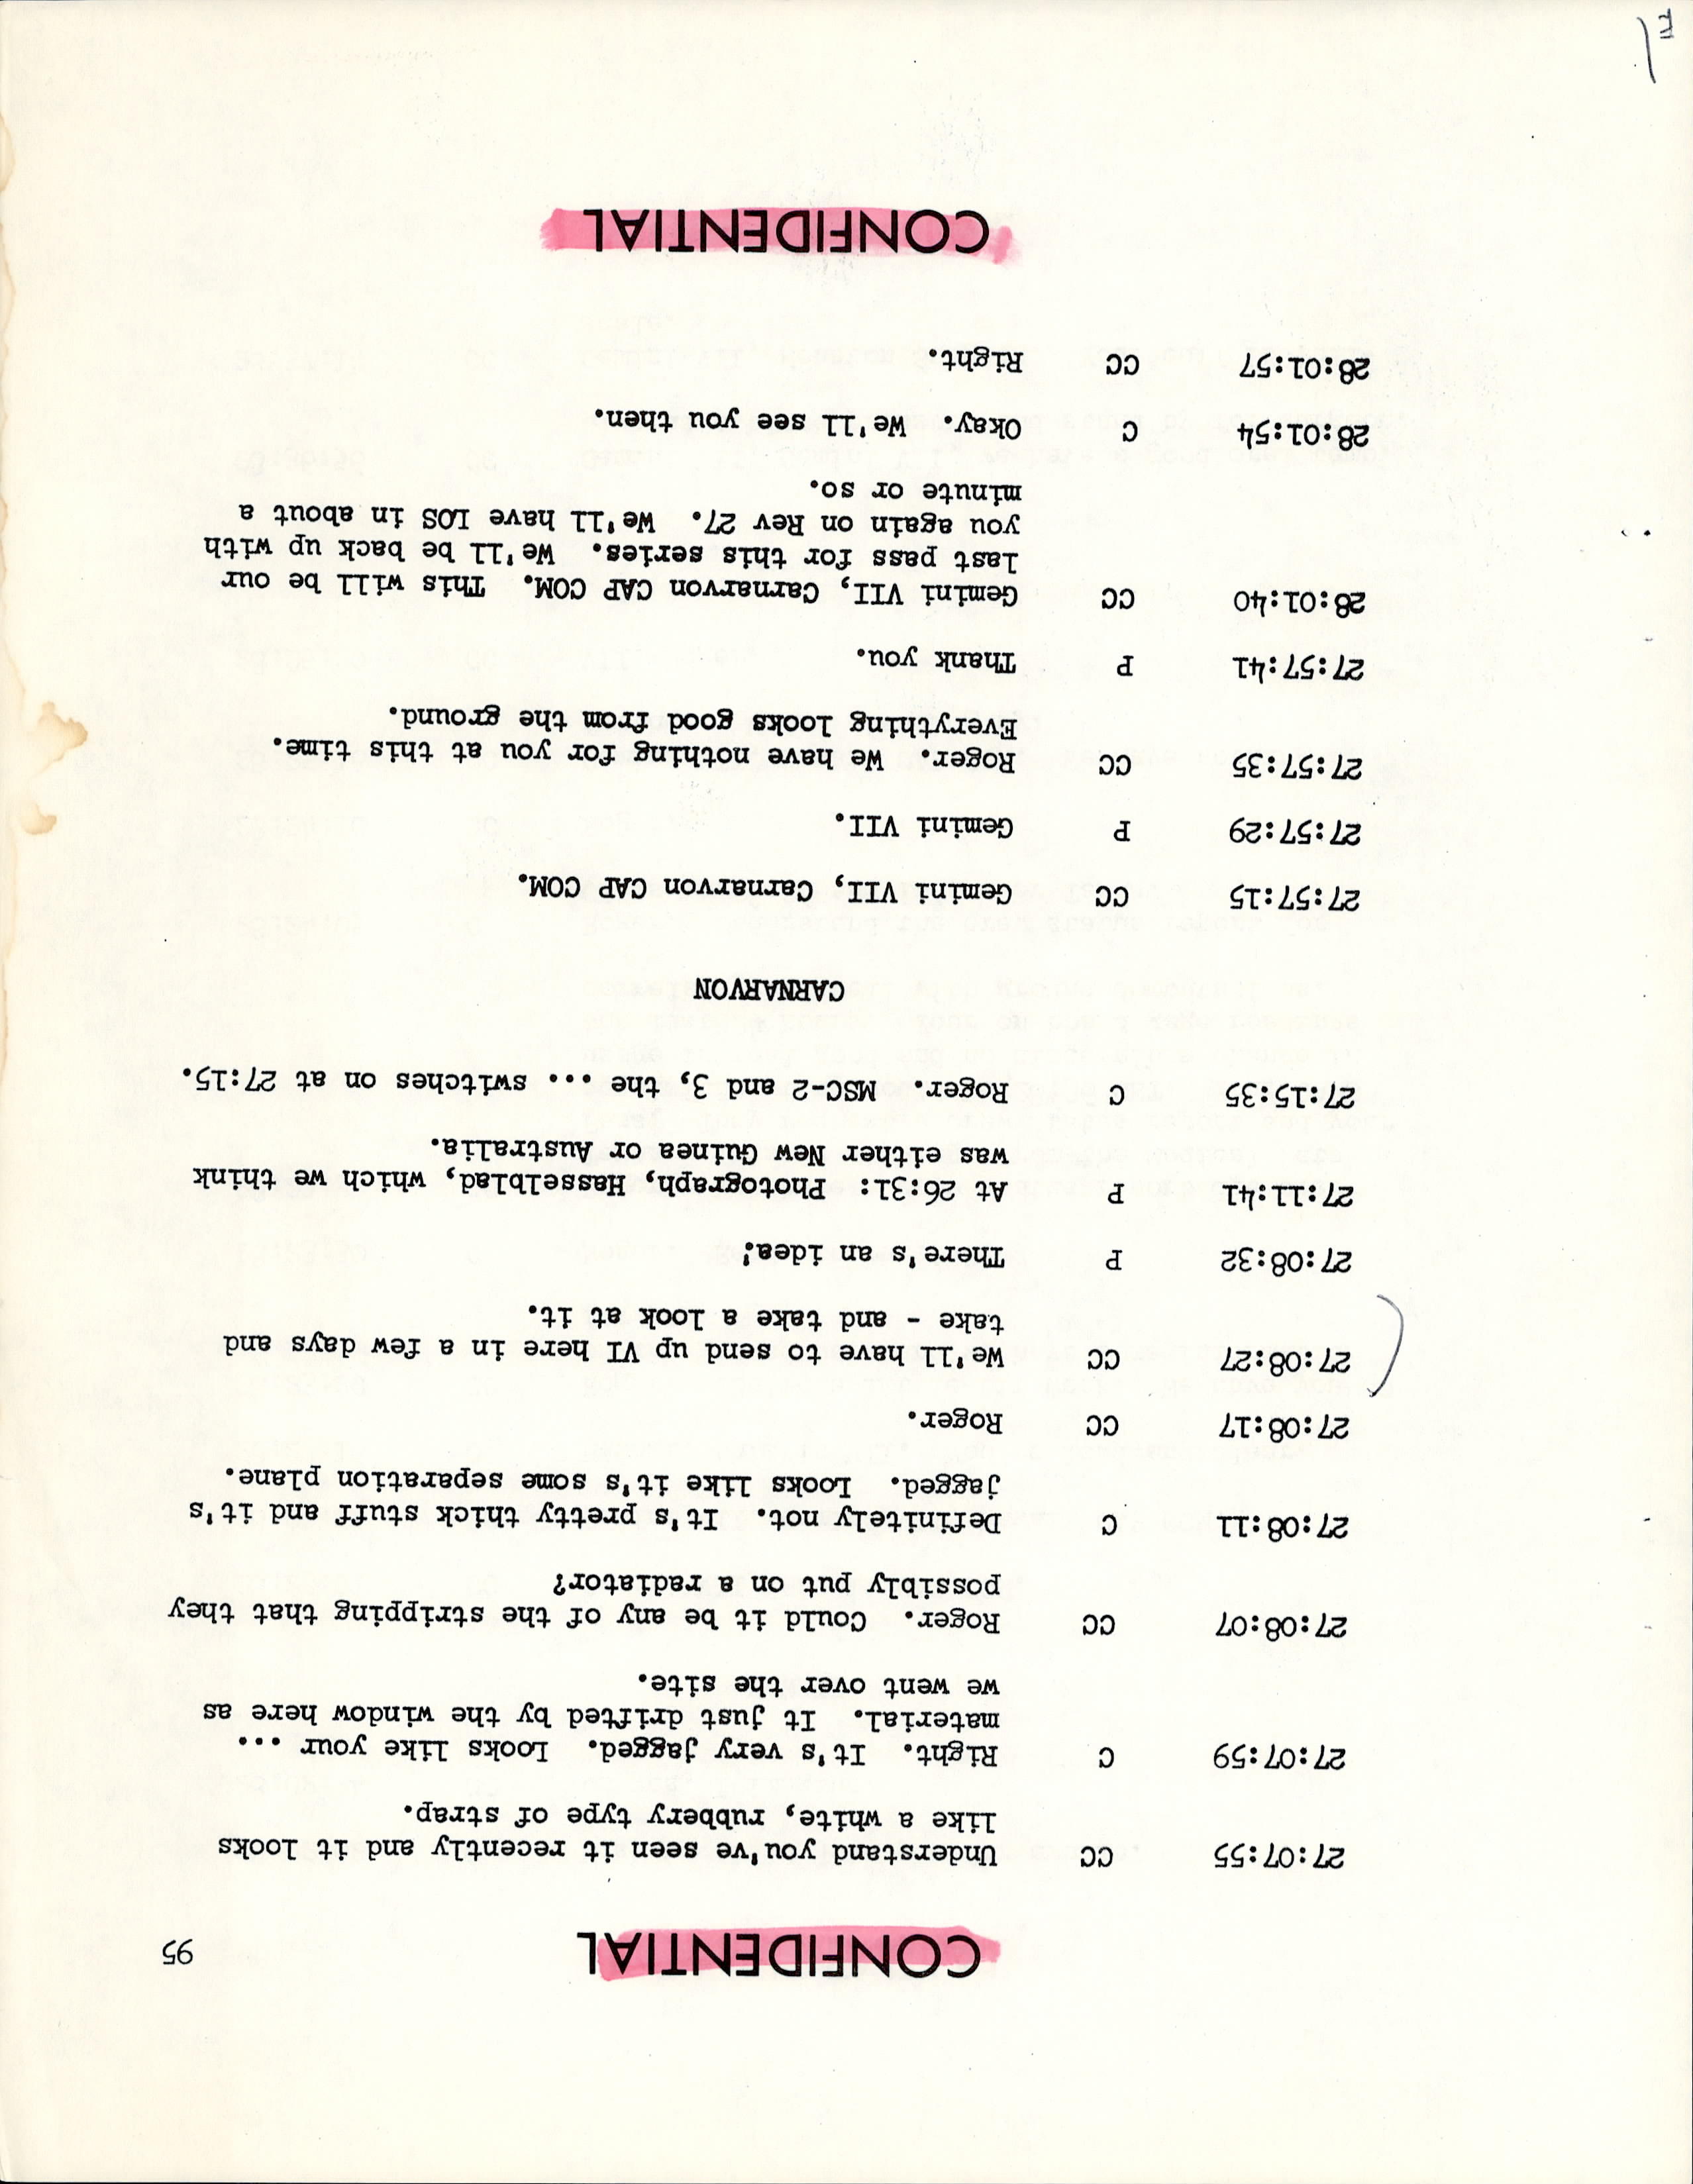 CONFIDENTIAL 95
27:07:55 CC Understand you've seen it recently and it looks
like a white, rubbery type of strap.
27:07:59 C Right. It's very jagged. Looks like your ...
material. It just drifted by the window here as
we went over the site.
27:08:07 CC Roger. Could it be any of the stripping that they
possibly put on a radiator?
27:08:11 C Definitely not. It's pretty thick stuff and it's
jagged. Looks like it's some separation plane.
27:08:17 CC Roger.
27:08:27 CC We'll have to send up VI here in a few days and
take - and take a look at it.
27:08:32 P There's an idea!
27:11:41 P At 26:31: Photograph, Hasselblad, which we think
was either New Guinea or Australia.
27:15:35 C Roger. MSC-2 and 3, the ... switches on at 27:15.
CARNARVON
27:57:15 CC Gemini VII, Carnarvon CAP COM.
27:57:29 P Gemini VII.
27:57:35 CC Roger. We have nothing for you at this time.
Everything looks good from the ground.
27:57:41 P Thank you.
28:01:40 CC Gemini VII, Carnarvon CAP COM. This will be our
last pass for this series. We'll be back up with
you again on Rev 27. We'll have LOS in about a
minute or so.
28:01:54 C Okay. We'll see you then.
28:01:57 CC Right.
CONFIDENTIAL